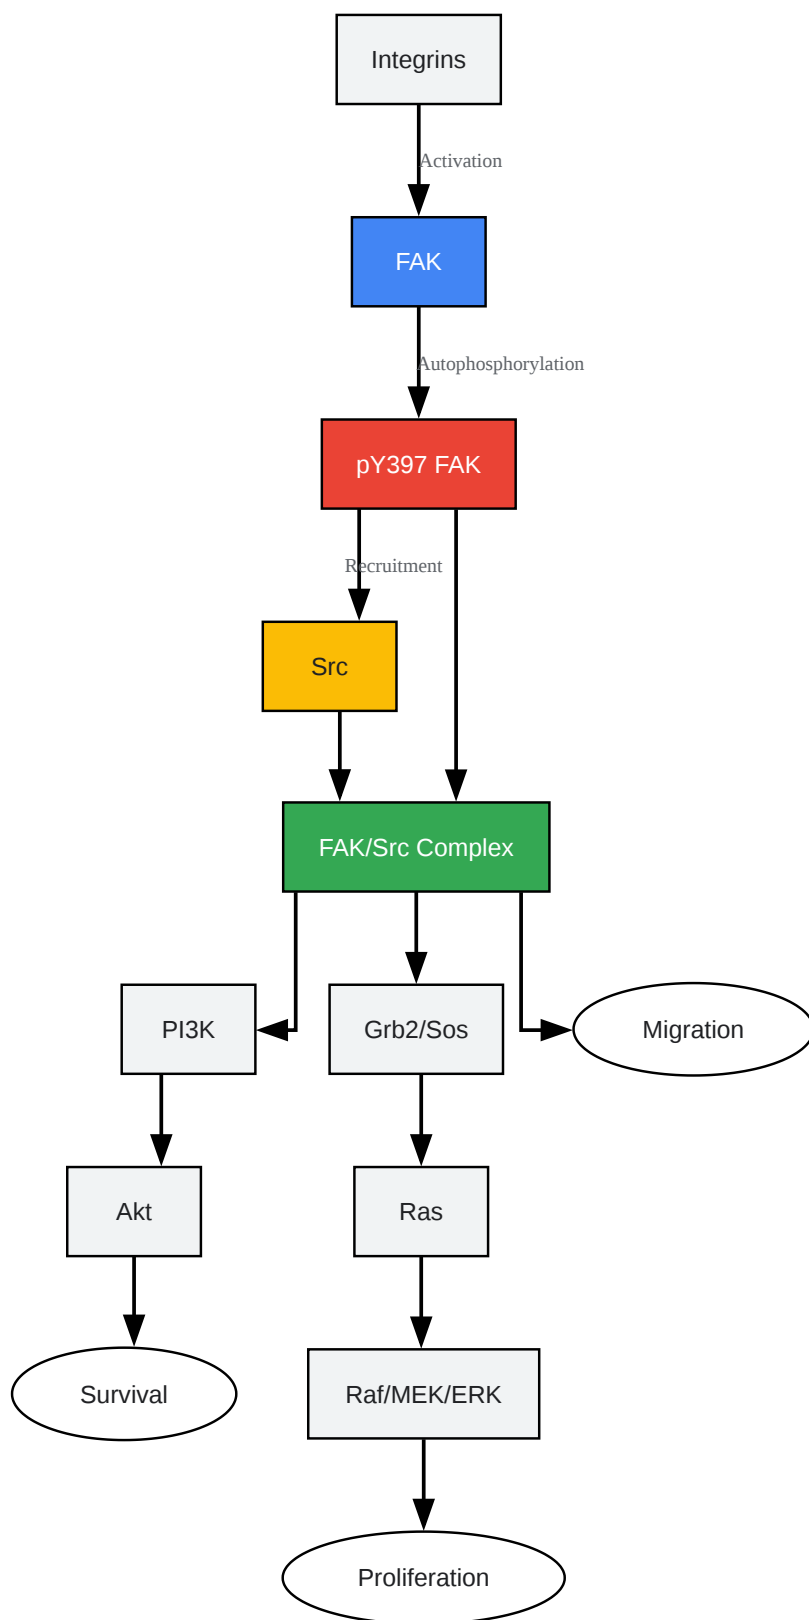 Integrins
Activation
FAK
Autophosphorylation
pY397 FAK
Recruitment
Src
FAK/Src Complex
PI3K
Grb2/Sos
Migration
Akt
Ras
Survival
Raf/MEK/ERK
Proliferation